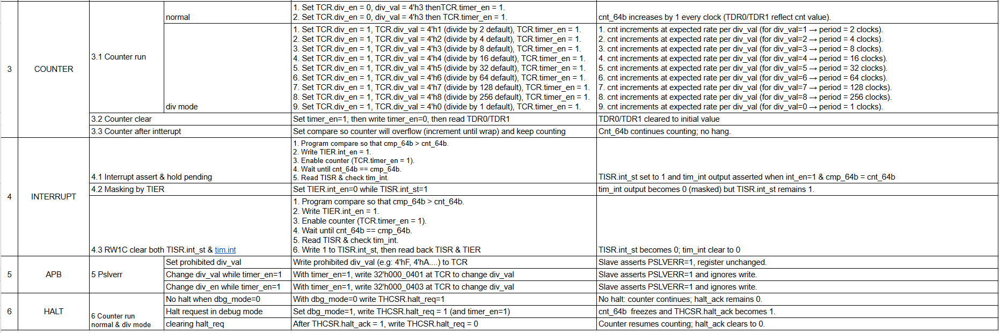 3
COUNTER
3.1 Counter run
normal
1. Set TCR.div_en = 0, div_val = 4'h3 thenTCR.timer_en = 1.
2. Set TCR.div_en = 0, div_val = 4'h3 then TCR.timer_en = 1.
cnt_64b increases by 1 every clock (TDR0/TDR1 reflect cnt value).
div mode
1. Set TCR.div_en = 1, TCR.div_val = 4'h1 (divide by 2 default), TCR.timer_en = 1.
2. Set TCR.div_en = 1, TCR.div_val = 4'h2 (divide by 4 default), TCR.timer_en = 1.
3. Set TCR.div_en = 1, TCR.div_val = 4'h3 (divide by 8 default), TCR.timer_en = 1.
4. Set TCR.div_en = 1, TCR.div_val = 4'h4 (divide by 16 default), TCR.timer_en = 1.
5. Set TCR.div_en = 1, TCR.div_val = 4'h5 (divide by 32 default), TCR.timer_en = 1.
6. Set TCR.div_en = 1, TCR.div_val = 4'h6 (divide by 64 default), TCR.timer_en = 1.
7. Set TCR.div_en = 1, TCR.div_val = 4'h7 (divide by 128 default), TCR.timer_en = 1.
8. Set TCR.div_en = 1, TCR.div_val = 4'h8 (divide by 256 default), TCR.timer_en = 1.
9. Set TCR.div_en = 1, TCR.div_val = 4'h0 (divide by 1 default), TCR.timer_en = 1.
1. cnt increments at expected rate per div_val (for div_val=1 → period = 2 clocks).
2. cnt increments at expected rate per div_val (for div_val=2 → period = 4 clocks).
3. cnt increments at expected rate per div_val (for div_val=3 → period = 8 clocks).
4. cnt increments at expected rate per div_val (for div_val=4 → period = 16 clocks).
5. cnt increments at expected rate per div_val (for div_val=5 → period = 32 clocks).
6. cnt increments at expected rate per div_val (for div_val=6 → period = 64 clocks).
7. cnt increments at expected rate per div_val (for div_val=7 → period = 128 clocks).
8. cnt increments at expected rate per div_val (for div_val=8 → period = 256 clocks).
9. cnt increments at expected rate per div_val (for div_val=0 → period = 1 clocks).
3.2 Counter clear
Set timer_en=1, then write timer_en=0, then read TDR0/TDR1
TDR0/TDR1 cleared to initial value
3.3 Counter after intterupt
Set compare so counter will overflow (increment until wrap) and keep counting
Cnt_64b continues counting; no hang.
4
INTERRUPT
4.1 Interrupt assert & hold pending
1. Program compare so that cmp_64b > cnt_64b.
2. Write TIER.int_en = 1.
3. Enable counter (TCR.timer_en = 1).
4. Wait until cnt_64b == cmp_64b.
5. Read TISR & check tim_int.
TISR.int_st set to 1 and tim_int output asserted when int_en=1 & cmp_64b = cnt_64b
4.2 Masking by TIER
Set TIER.int_en=0 while TISR.int_st=1
tim_int output becomes 0 (masked) but TISR.int_st remains 1.
4.3 RW1C clear both TISR.int_st & tim.int
1. Program compare so that cmp_64b > cnt_64b.
2. Write TIER.int_en = 1.
3. Enable counter (TCR.timer_en = 1).
4. Wait until cnt_64b == cmp_64b.
5. Read TISR & check tim_int.
6. Write 1 to TISR.int_st, then read back TISR & TIER
TISR.int_st becomes 0; tim_int clear to 0
5
APB
5 Pslverr
Set prohibited div_val
Write prohibited div_val (e.g: 4'hF, 4'hA....) to TCR
Slave asserts PSLVERR=1, register unchanged.
Change div_val while timer_en=1
With timer_en=1, write 32'h000_0401 at TCR to change div_val
Slave asserts PSLVERR=1 and ignores write.
Change div_en while timer_en=1
With timer_en=1, write 32'h000_0403 at TCR to change div_val
Slave asserts PSLVERR=1 and ignores write.
6
HALT
6 Counter run
normal & div mode
No halt when dbg_mode=0
With dbg_mode=0 write THCSR.halt_req=1
No halt: counter continues; halt_ack remains 0.
Halt request in debug mode
Set dbg_mode=1, write THCSR.halt_req = 1 (and timer_en=1)
cnt_64b freezes and THCSR.halt_ack becomes 1.
clearing halt_req
After THCSR.halt_ack = 1, write THCSR.halt_req = 0
Counter resumes counting; halt_ack clears to 0.